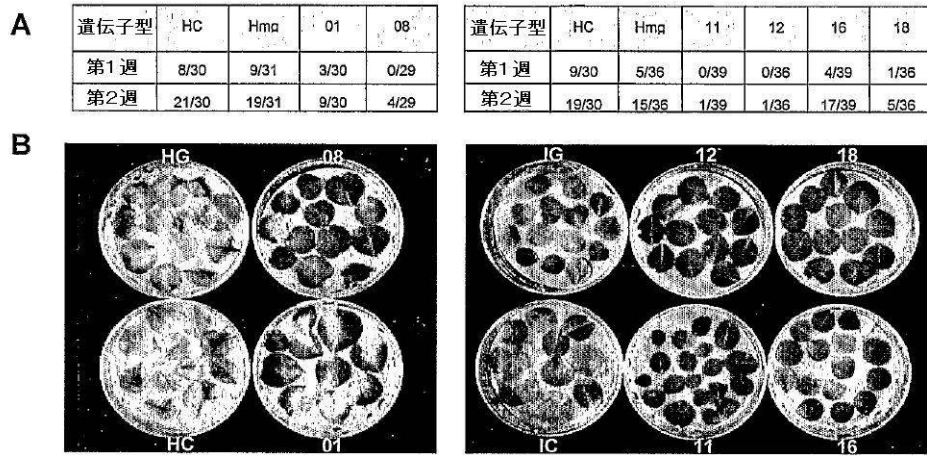 A
遺伝子型 HC Hmg 01 08
第1週 8/30 9/31 3/30 0/29
第2週 21/30 19/31 9/30 4/29
遺伝子型 HC Hmg 11 12 16 18
第1週 9/30 5/36 0/39 0/36 4/39 1/36
第2週 19/30 15/36 1/39 1/36 17/39 5/36
B
HG 08
HC 01
IG 12 18
IC 11 16